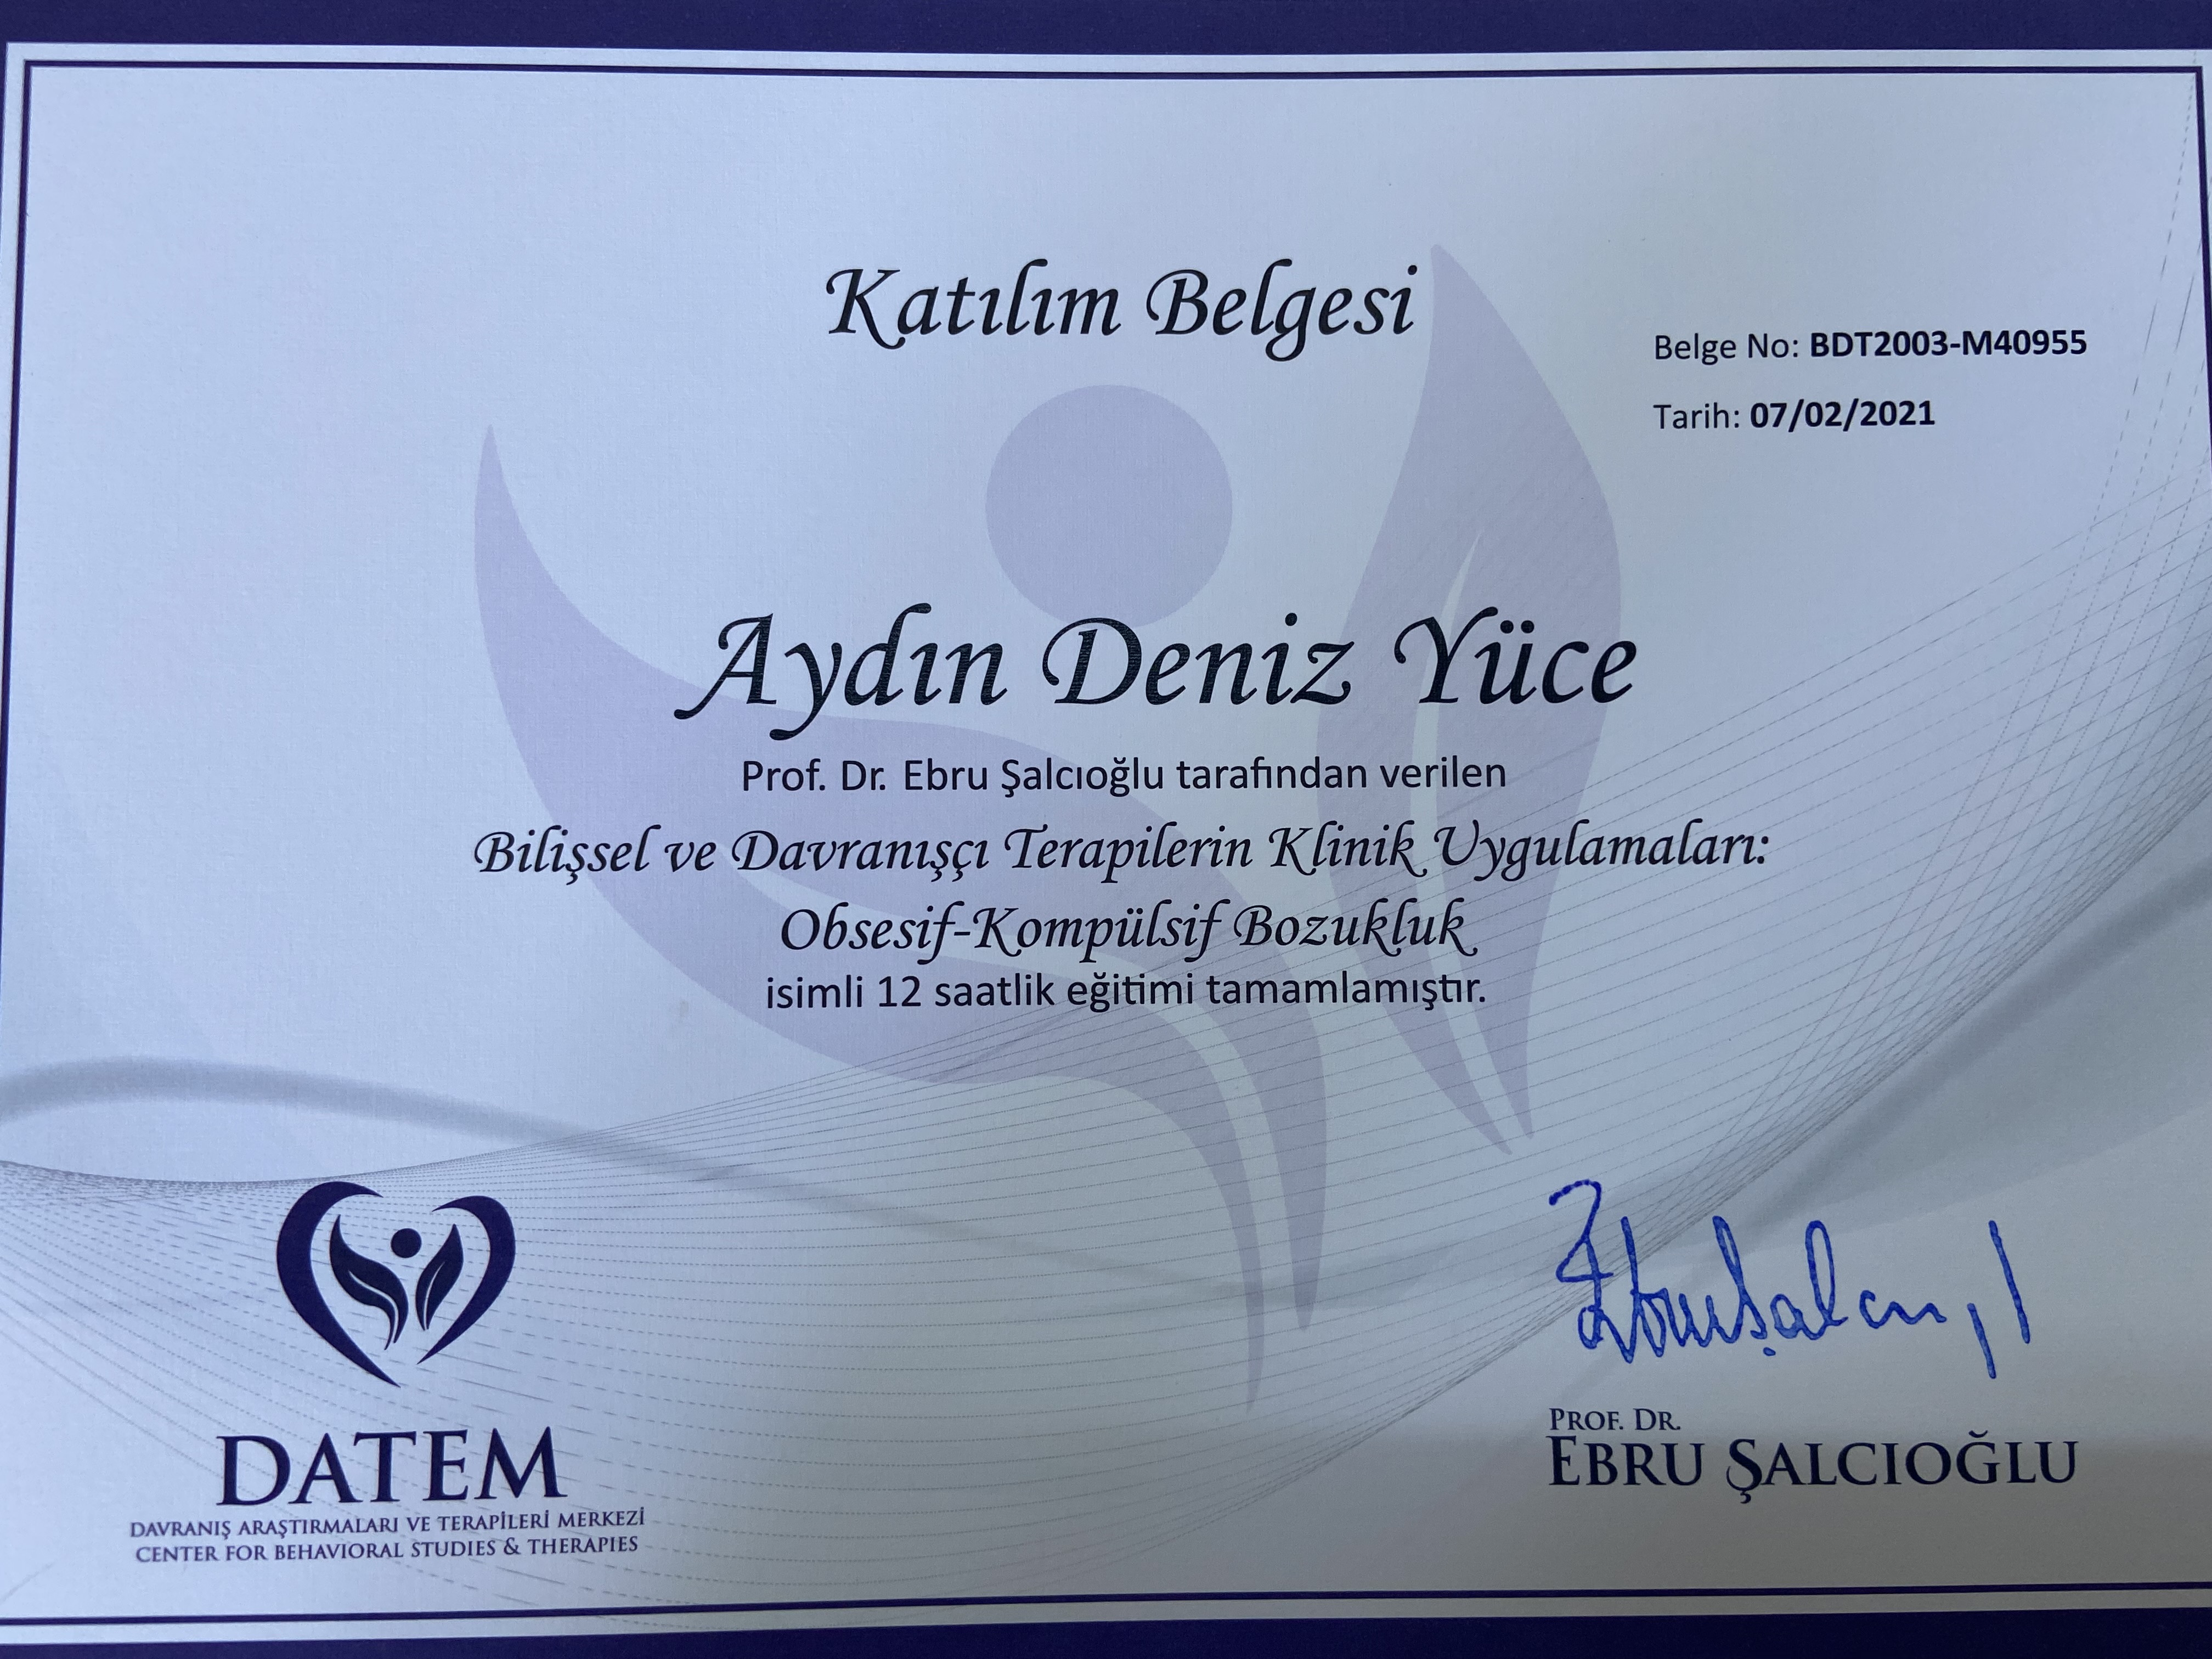 Katılım Belgesi
Belge No: BDT2003-M40955
Tarih: 07/02/2021
Aydın Deniz Yüce
Prof. Dr. Ebru Şalcıoğlu tarafından verilen
Bilişsel ve Davranışçı Terapilerin Klinik Uygulamaları:
Obsesif-Kompülsif Bozukluk
isimli 12 saatlik eğitimi tamamlamıştır.
DATEM
DAVRANIŞ ARAŞTIRMALARI VE TERAPİLERİ MERKEZİ
CENTER FOR BEHAVIORAL STUDIES & THERAPIES
PROF. DR.
EBRU ŞALCIOĞLU